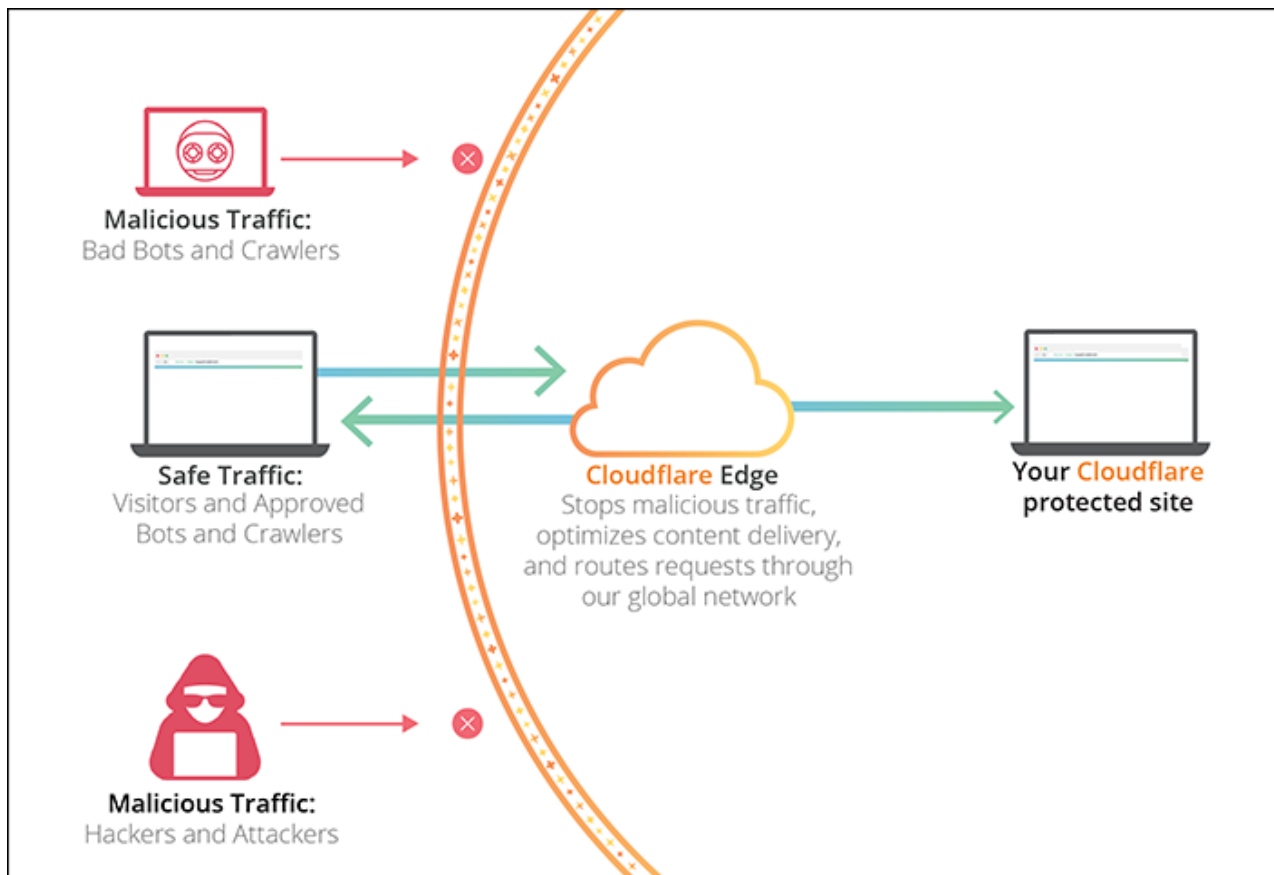 Malicious Traffic:
Bad Bots and Crawlers
Safe Traffic:
Visitors and Approved
Bots and Crawlers
Cloudflare Edge
Stops malicious traffic,
optimizes content delivery,
and routes requests through
our global network
Your Cloudflare
protected site
Malicious Traffic:
Hackers and Attackers